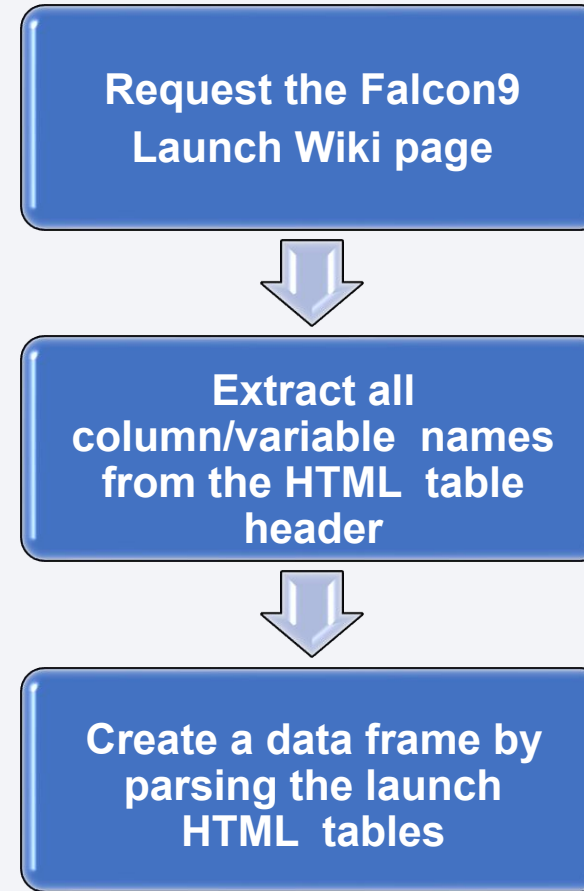 Request the Falcon9
Launch Wiki page
Extract all
column/variable names
from the HTML table
header
Create a data frame by
parsing the launch
HTML tables